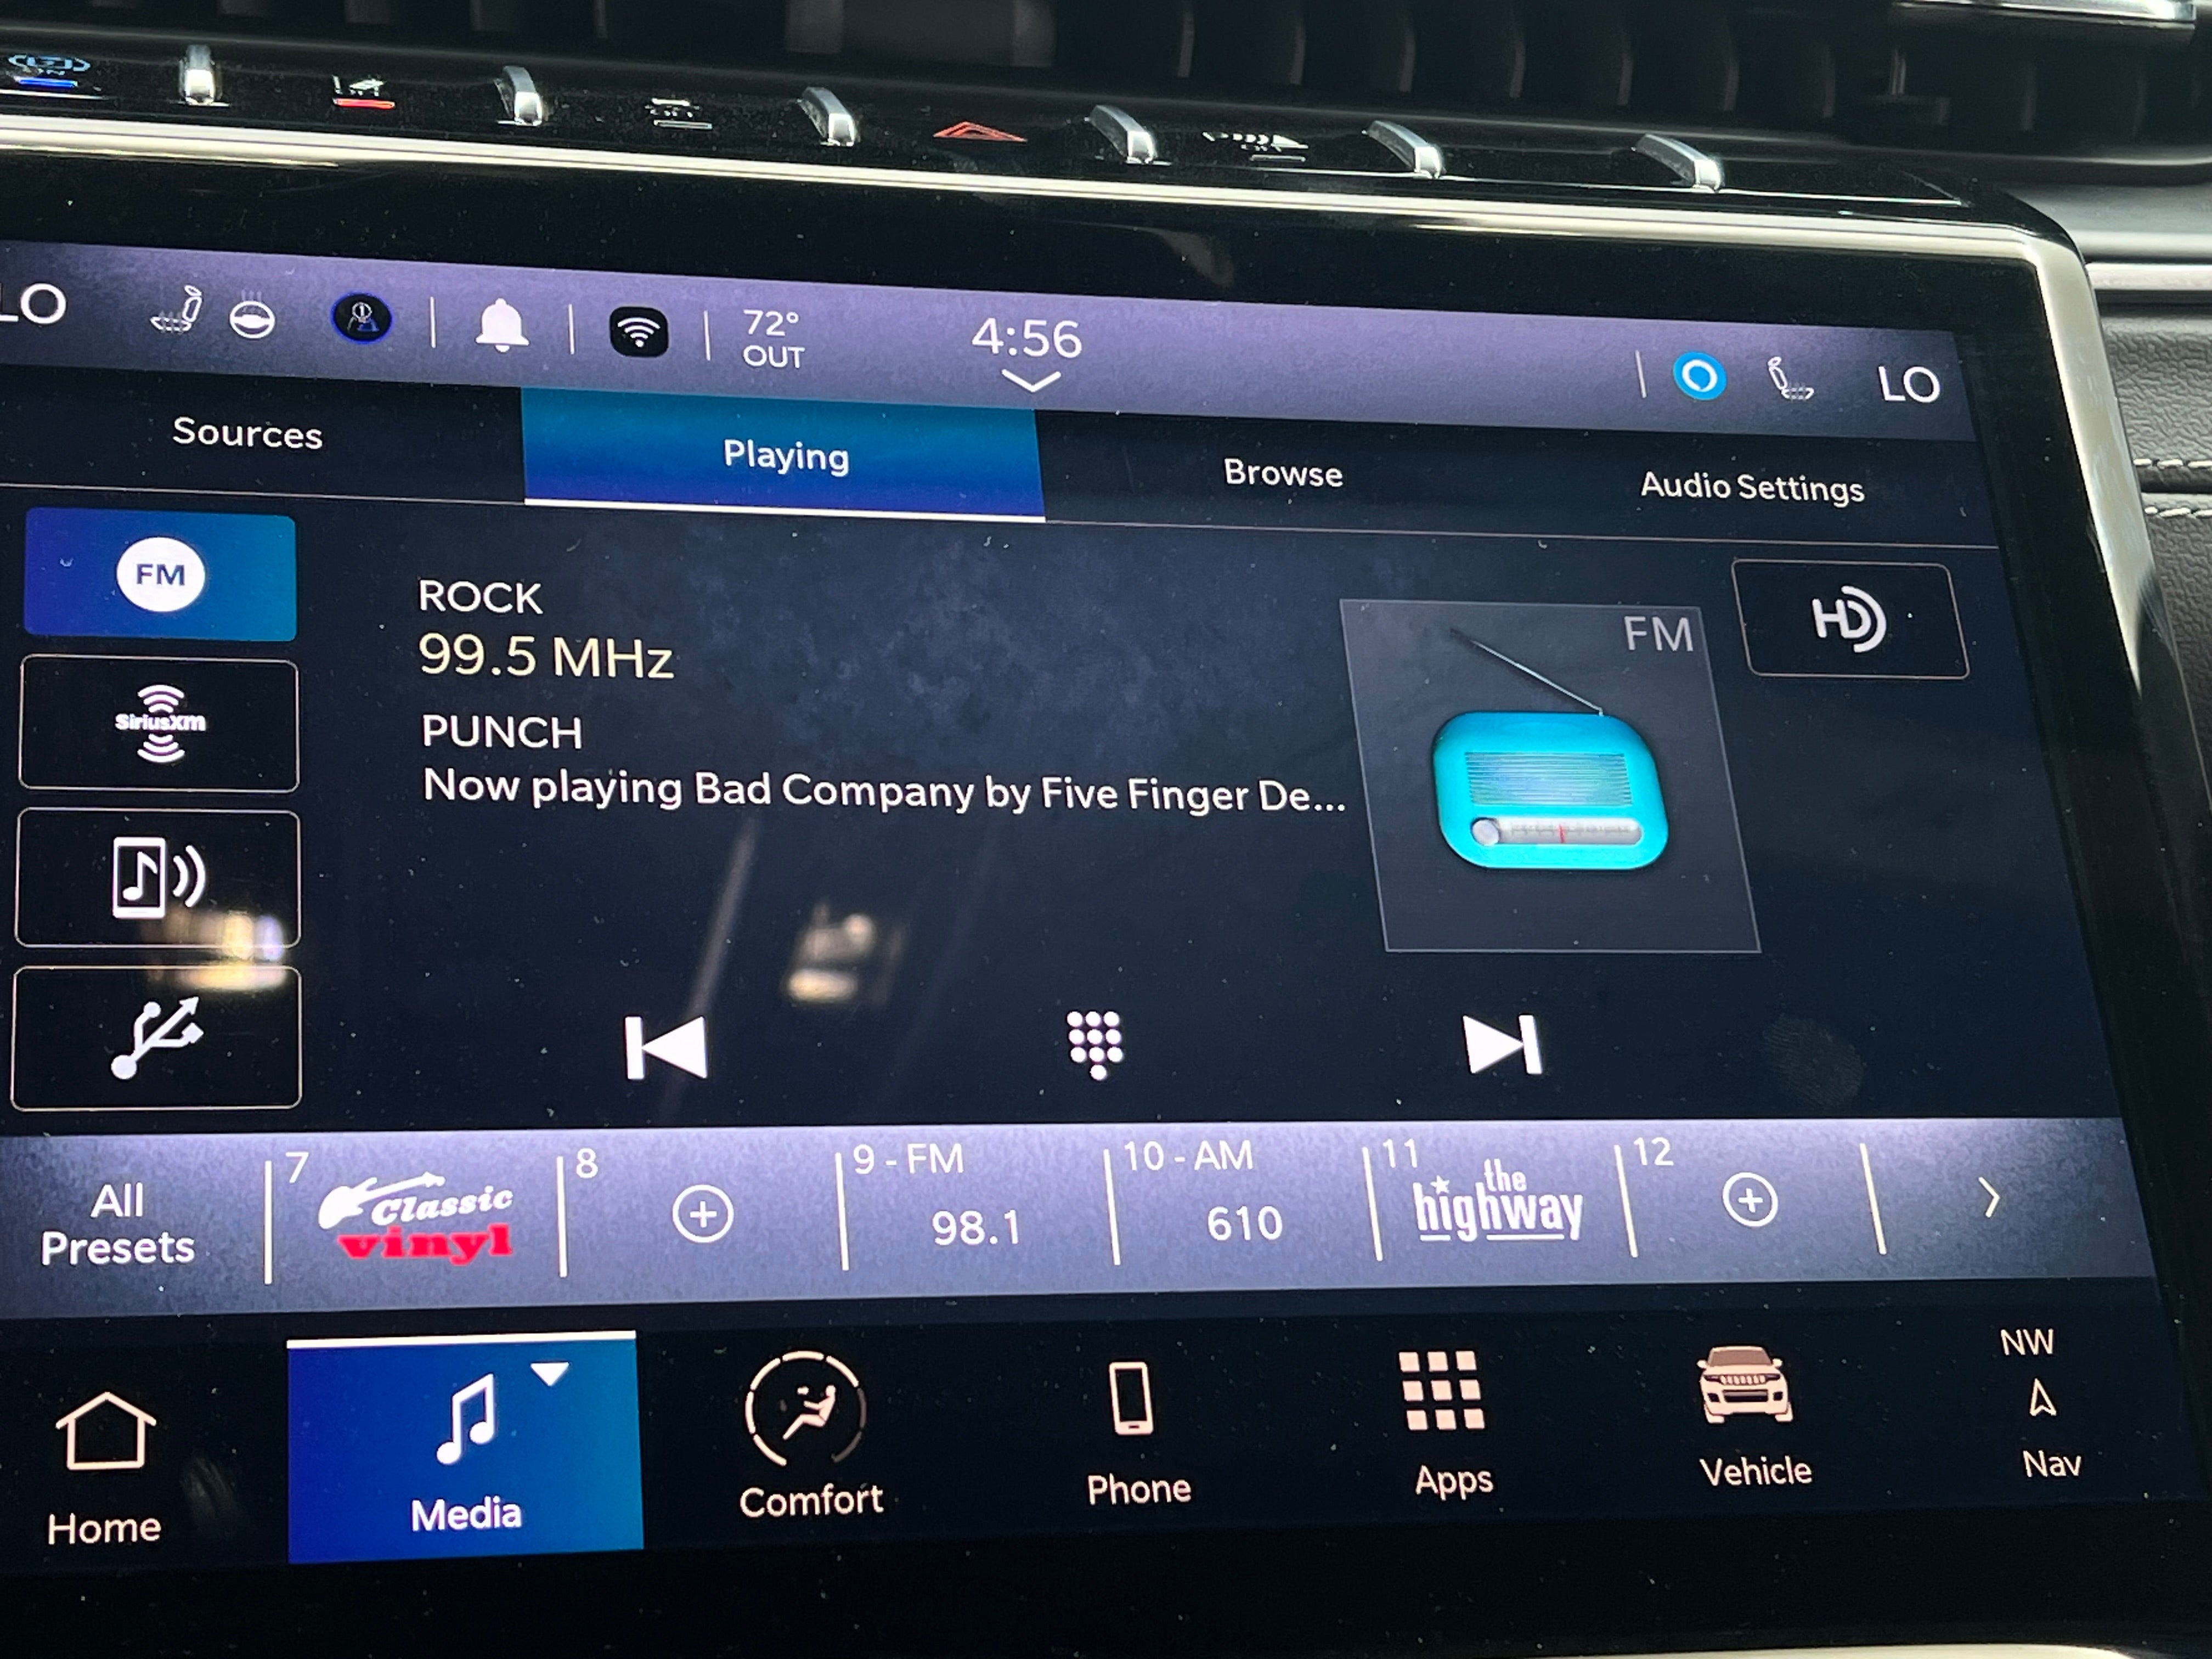 ON
LO
72°
OUT
4:56
LO
Sources
Playing
Browse
Audio Settings
FM
SiriusXM
ROCK
99.5 MHz
PUNCH
Now playing Bad Company by Five Finger De...
FM
HD
All
Presets
7
Classic
vinyl
8
9 - FM
98.1
10 - AM
610
11
the
highway
12
Home
Media
Comfort
Phone
Apps
Vehicle
NW
Nav